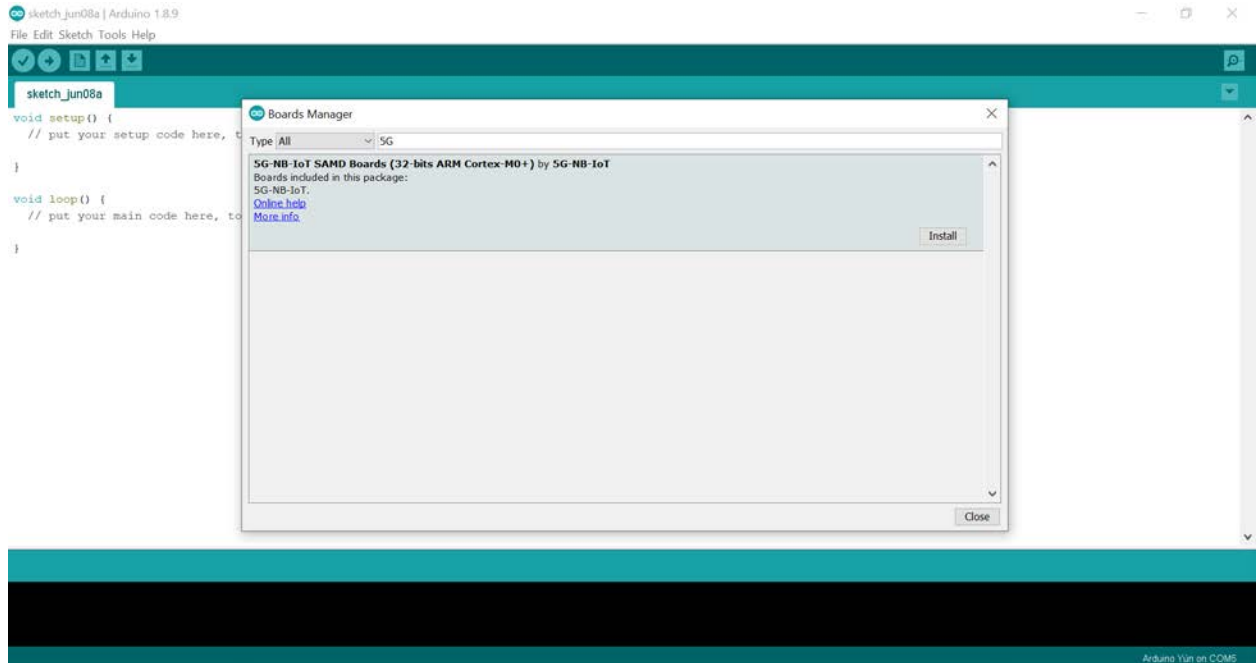 sketch_jun08a | Arduino 1.8.9
File Edit Sketch Tools Help
sketch_jun08a
void setup() {
// put your setup code here, t
}
void loop() {
// put your main code here, to
}
Boards Manager
Type All 5G
5G-NB-IoT SAMD Boards (32-bits ARM Cortex-M0+) by 5G-NB-IoT
Boards included in this package:
5G-NB-IoT.
Online help
More info
Install
Close
Arduino Yún on COM5